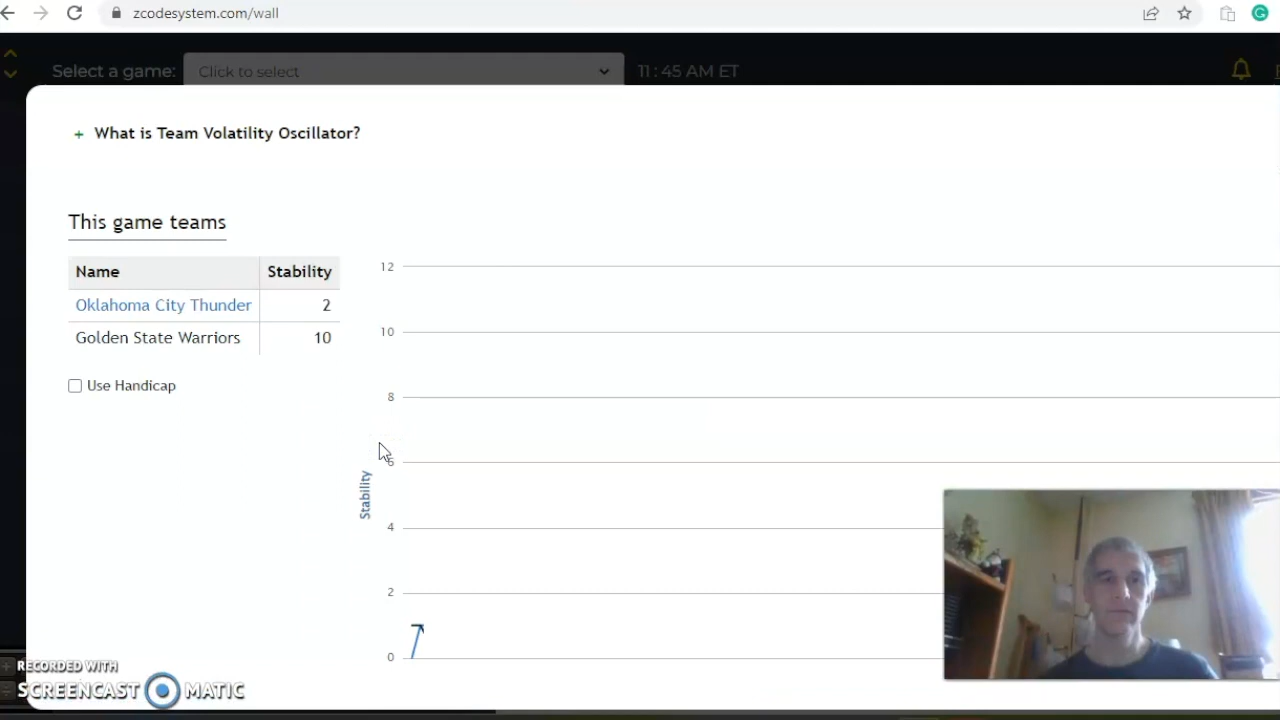 zcodesystem.com/wall
Select a game: Click to select 11:45 AM ET
+ What is Team Volatility Oscillator?
This game teams
Name Stability
Oklahoma City Thunder 2
Golden State Warriors 10
Use Handicap
12
10
8
6
4
2
0
Stability
RECORDED WITH
SCREENCAST MATIC